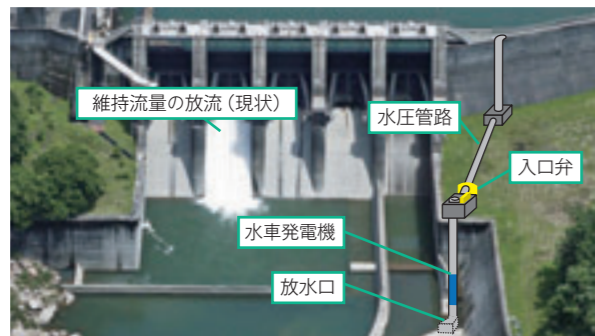 維持流量の放流（現状）
水圧管路
入口弁
水車発電機
放水口